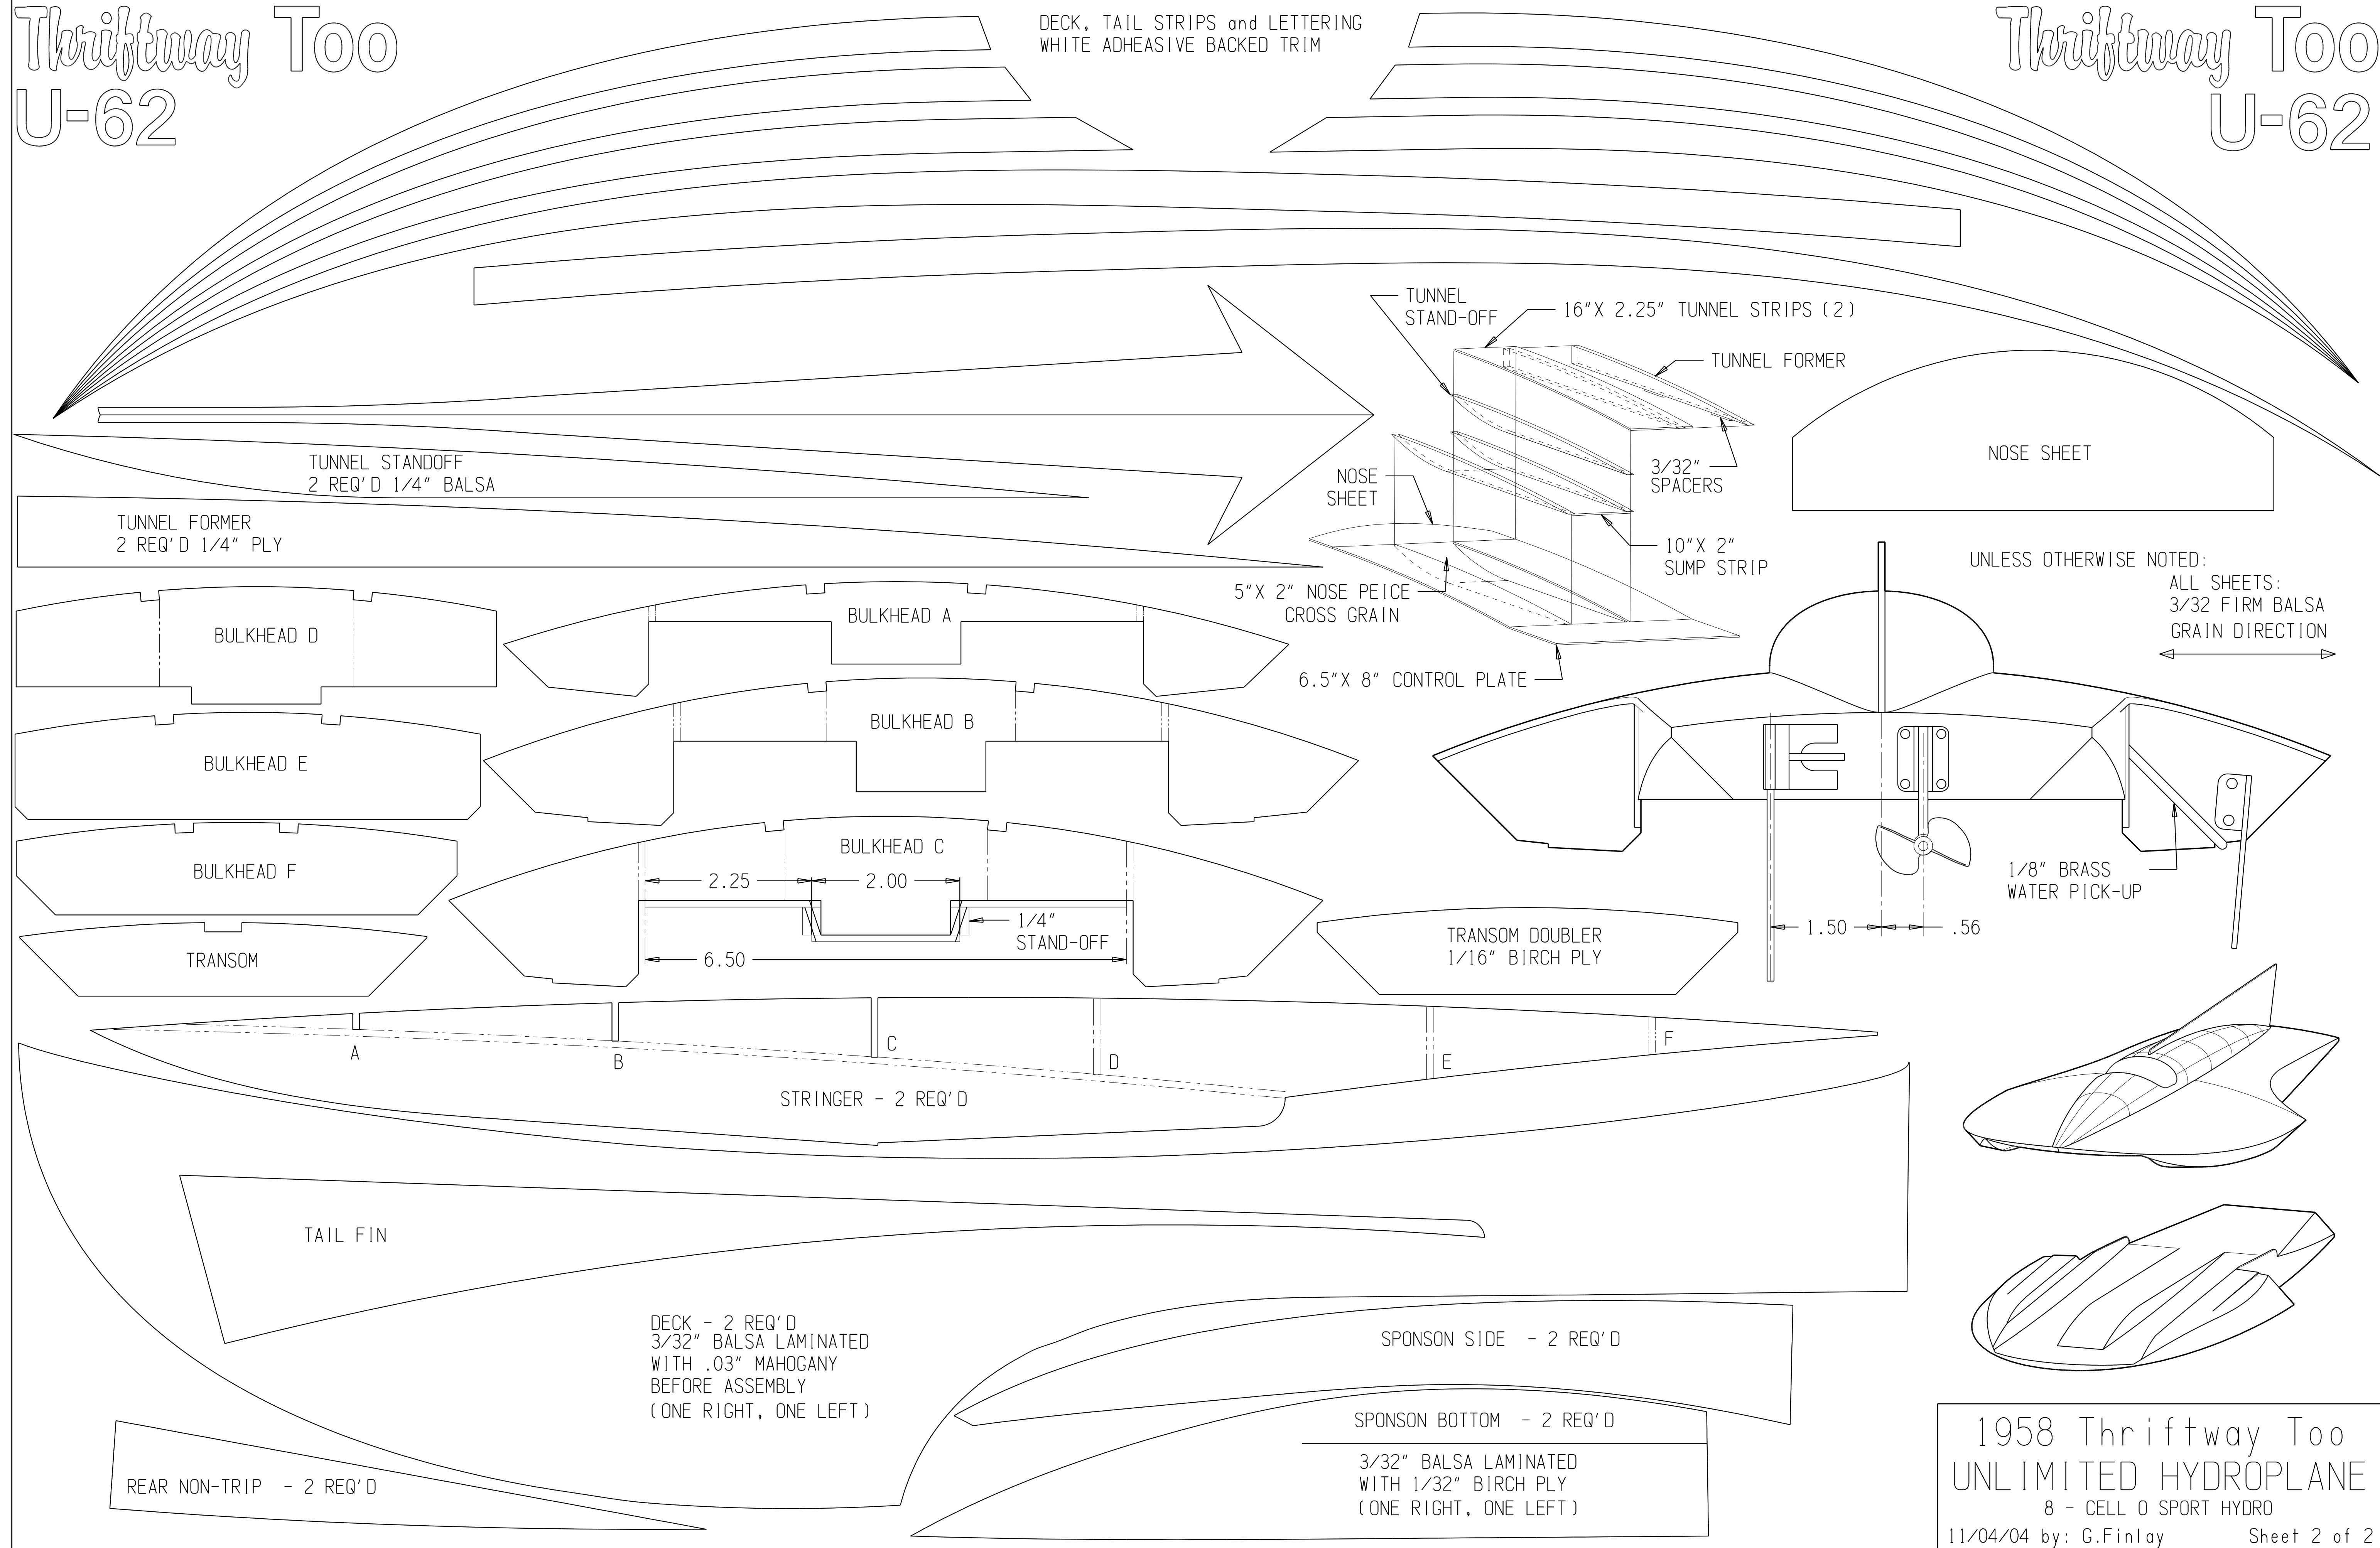 Thriftway Too
U-62
DECK, TAIL STRIPS and LETTERING
WHITE ADHEASIVE BACKED TRIM
Thriftway Too
U-62
TUNNEL
STAND-OFF
16"X 2.25" TUNNEL STRIPS (2)
TUNNEL FORMER
3/32"
SPACERS
NOSE
SHEET
10"X 2"
SUMP STRIP
5"X 2" NOSE PEICE
CROSS GRAIN
6.5"X 8" CONTROL PLATE
NOSE SHEET
TUNNEL STANDOFF
2 REQ'D 1/4" BALSA
TUNNEL FORMER
2 REQ'D 1/4" PLY
UNLESS OTHERWISE NOTED:
ALL SHEETS:
3/32 FIRM BALSA
GRAIN DIRECTION
BULKHEAD D
BULKHEAD A
BULKHEAD E
BULKHEAD B
BULKHEAD F
BULKHEAD C
2.25
2.00
1/4"
STAND-OFF
6.50
TRANSOM
TRANSOM DOUBLER
1/16" BIRCH PLY
1/8" BRASS
WATER PICK-UP
1.50
.56
A
B
C
D
E
F
STRINGER - 2 REQ'D
TAIL FIN
DECK - 2 REQ'D
3/32" BALSA LAMINATED
WITH .03" MAHOGANY
BEFORE ASSEMBLY
(ONE RIGHT, ONE LEFT)
SPONSON SIDE - 2 REQ'D
SPONSON BOTTOM - 2 REQ'D
3/32" BALSA LAMINATED
WITH 1/32" BIRCH PLY
(ONE RIGHT, ONE LEFT)
REAR NON-TRIP - 2 REQ'D
1958 Thriftway Too
UNLIMITED HYDROPLANE
8 - CELL O SPORT HYDRO
11/04/04 by: G.Finlay Sheet 2 of 2